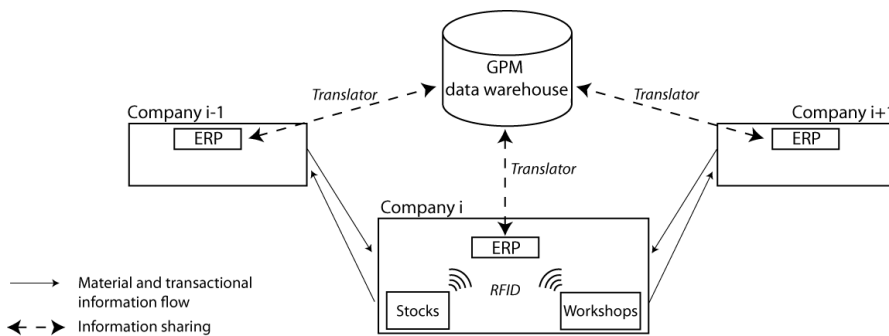 GPM
data warehouse
Translator
Translator
Company i-1
Company i+1
ERP
ERP
Translator
Company i
ERP
RFID
Stocks
Workshops
Material and transactional
information flow
Information sharing